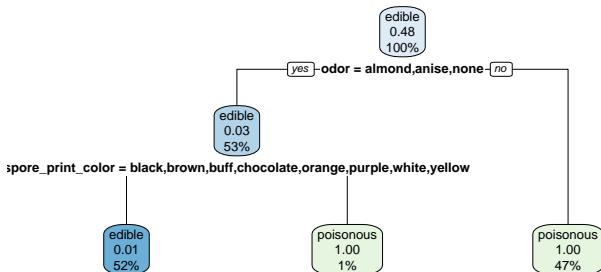 edible
0.48
100%
yes odor = almond,anise,none no
edible
0.03
53%
spore_print_color = black,brown,buff,chocolate,orange,purple,white,yellow
edible
0.01
52%
poisonous
1.00
1%
poisonous
1.00
47%